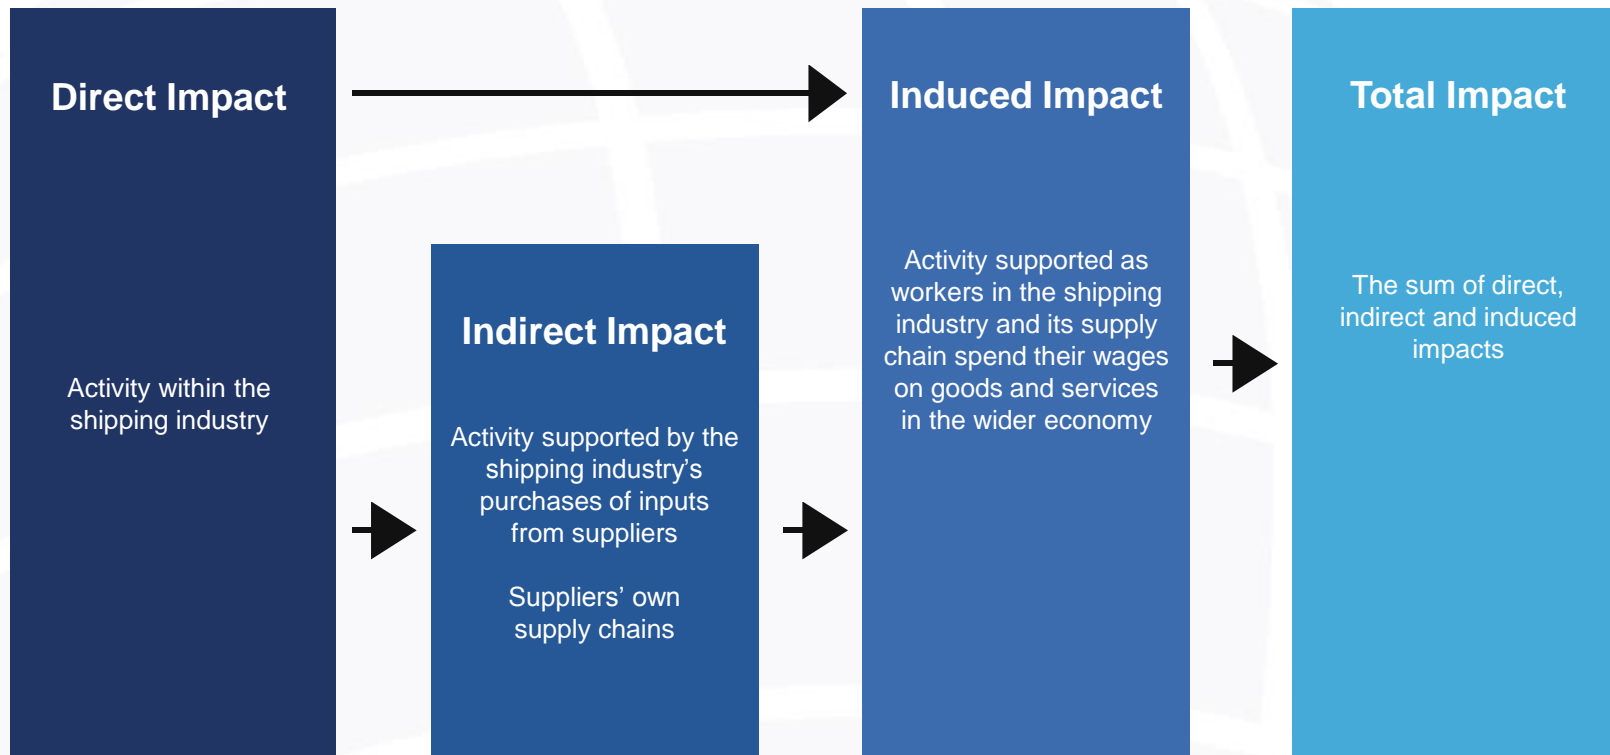 Direct Impact
Activity within the
shipping industry
Indirect Impact
Activity supported by the
shipping industry’s
purchases of inputs
from suppliers
Suppliers’ own
supply chains
Induced Impact
Activity supported as
workers in the shipping
industry and its supply
chain spend their wages
on goods and services
in the wider economy
Total Impact
The sum of direct,
indirect and induced
impacts